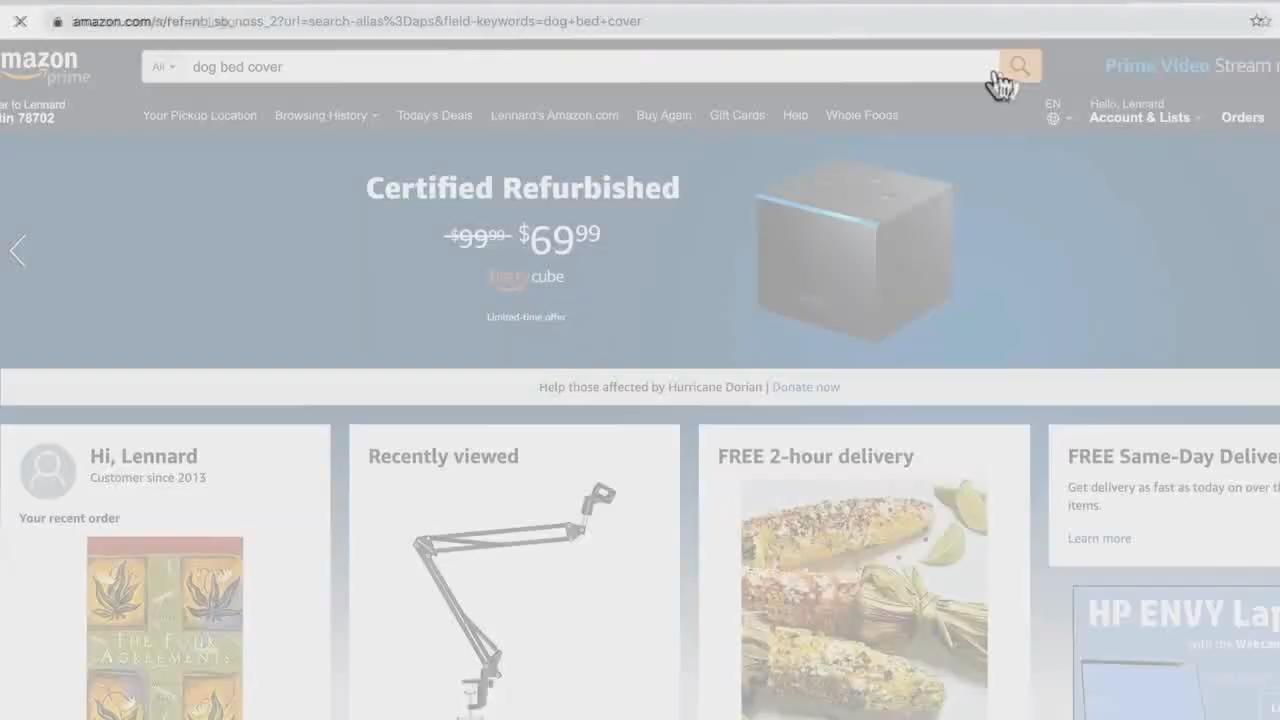 amazon.com/s/ref=nb_sb_noss_2?url=search-alias%3Daps&field-keywords=dog+bed+cover
mazon
prime
All
dog bed cover
Prime Video Stream
er to Lennard
tin 78702
Your Pickup Location
Browsing History
Today's Deals
Lennard's Amazon.com
Buy Again
Gift Cards
Help
Whole Foods
EN
Hello, Lennard
Account & Lists
Orders
Certified Refurbished
$99.99 $69.99
cube
Limited-time offer
Help those affected by Hurricane Dorian | Donate now
Hi, Lennard
Customer since 2013
Your recent order
THE FOUR
AGREEMENTS
Recently viewed
FREE 2-hour delivery
FREE Same-Day Delive
Get delivery as fast as today on over
items.
Learn more
HP ENVY Lap
with the